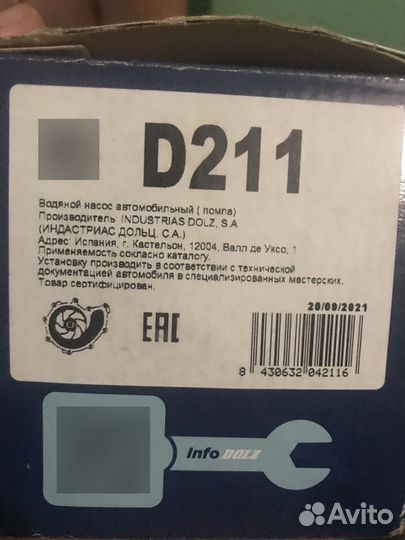 D211
Водяной насос автомобильный ( помпа)
Производитель: INDUSTRIAS DOLZ, S.A
(ИНДАСТРИАС ДОЛЬЦ, С.А.)
Адрес: Испания, г. Кастельон, 12004, Валл де Уксо, 1
Применяемость согласно каталогу.
Установку производить в соответствии с технической
документацией автомобиля в специализированных мастерских.
Товар сертифицирован.
20/09/2021
EAC
8 430632 042116
Info DOLZ
Avito